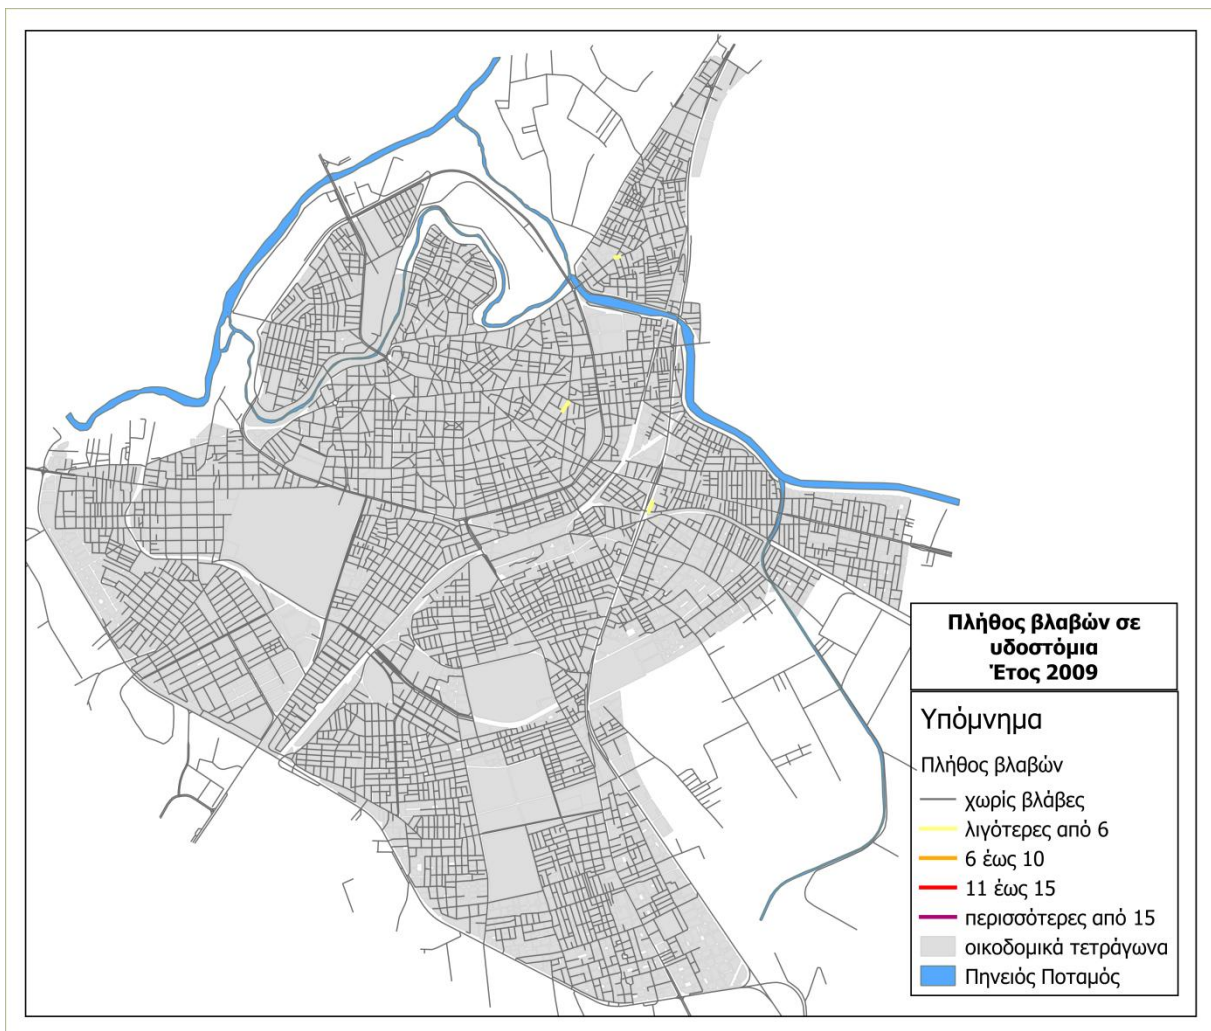 Πλήθος βλαβών σε
υδοστόμια
Έτος 2009
Υπόμνημα
Πλήθος βλαβών
χωρίς βλάβες
λιγότερες από 6
6 έως 10
11 έως 15
περισσότερες από 15
οικοδομικά τετράγωνα
Πηνειός Ποταμός